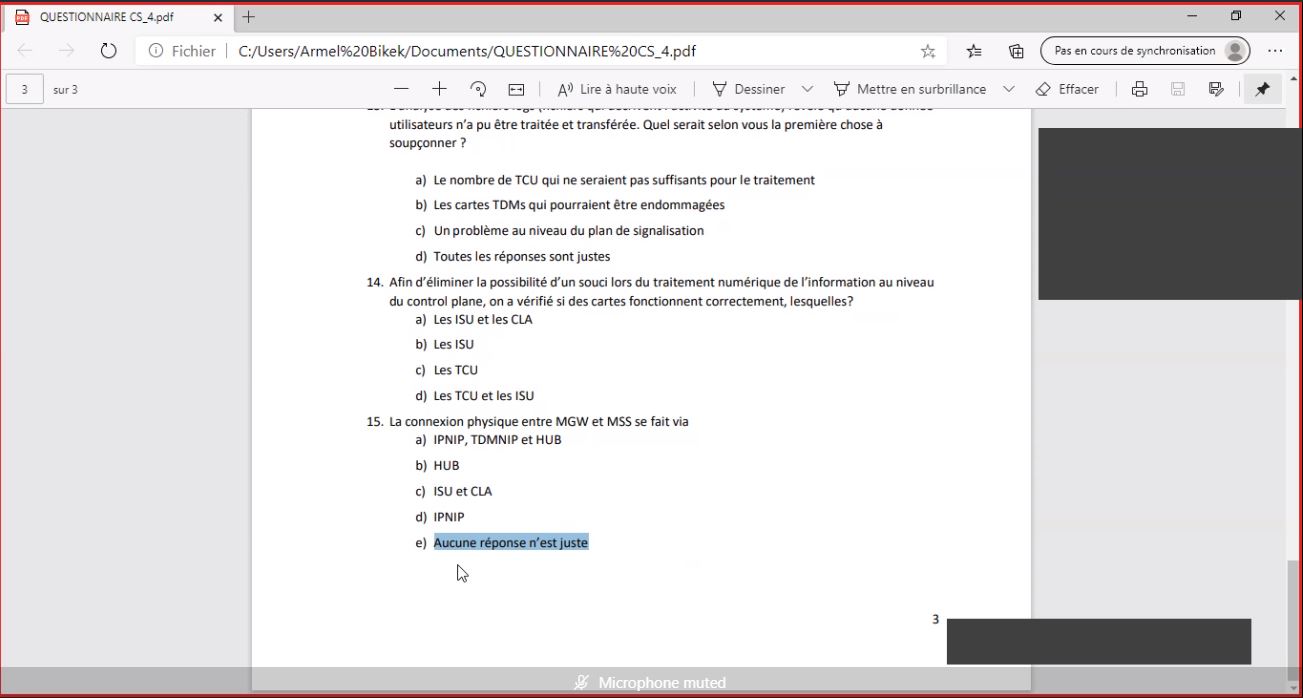 QUESTIONNAIRE CS_4.pdf
Fichier C:/Users/Armel%20Bikek/Documents/QUESTIONNAIRE%20CS_4.pdf
Pas en cours de synchronisation
3 sur 3
Lire à haute voix
Dessiner
Mettre en surbrillance
Effacer
utilisateurs n'a pu être traitée et transférée. Quel serait selon vous la première chose à
soupçonner ?
a) Le nombre de TCU qui ne seraient pas suffisants pour le traitement
b) Les cartes TDMs qui pourraient être endommagées
c) Un problème au niveau du plan de signalisation
d) Toutes les réponses sont justes
14. Afin d'éliminer la possibilité d'un souci lors du traitement numérique de l'information au niveau
du control plane, on a vérifié si des cartes fonctionnent correctement, lesquelles?
a) Les ISU et les CLA
b) Les ISU
c) Les TCU
d) Les TCU et les ISU
15. La connexion physique entre MGW et MSS se fait via
a) IPNIP, TDMNIP et HUB
b) HUB
c) ISU et CLA
d) IPNIP
e) Aucune réponse n'est juste
3
Microphone muted